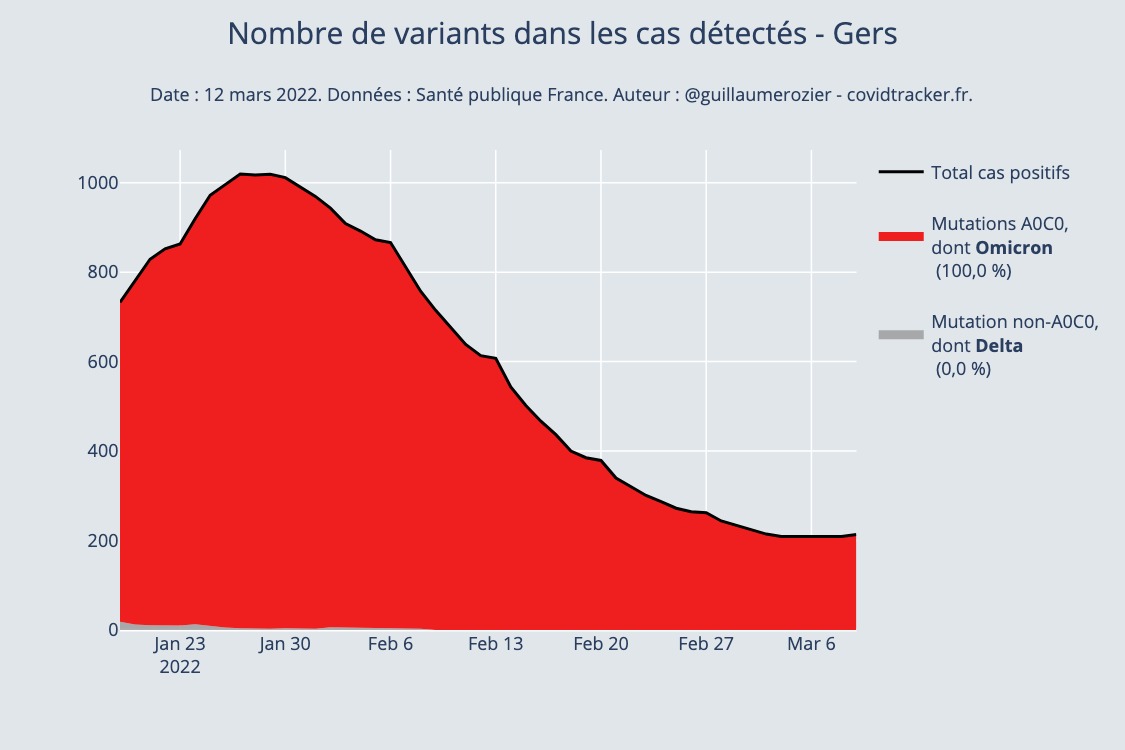 Nombre de variants dans les cas détectés - Gers
Date : 12 mars 2022. Données : Santé publique France. Auteur : @guillaumerozier - covidtracker.fr.
1000
800
600
400
200
0
Jan 23
2022
Jan 30
Feb 6
Feb 13
Feb 20
Feb 27
Mar 6
Total cas positifs
Mutations A0C0,
dont Omicron
(100,0 %)
Mutation non-A0C0,
dont Delta
(0,0 %)